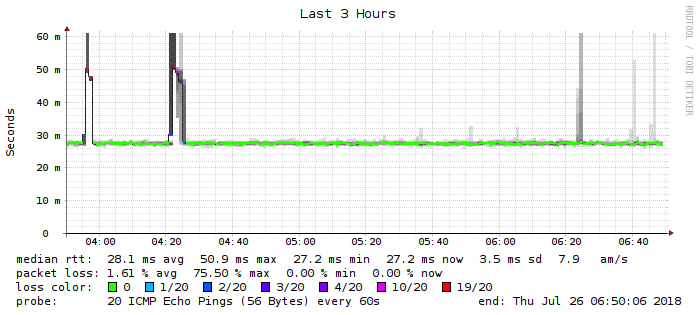 Last 3 Hours
RRDTOOL / TOBI OETIKER
Seconds
60 m
50 m
40 m
30 m
20 m
10 m
0
04:00 04:20 04:40 05:00 05:20 05:40 06:00 06:20 06:40
median rtt: 28.1 ms avg 50.9 ms max 27.2 ms min 27.2 ms now 3.5 ms sd 7.9 am/s
packet loss: 1.61 % avg 75.50 % max 0.00 % min 0.00 % now
loss color: 0 1/20 2/20 3/20 4/20 10/20 19/20
probe: 20 ICMP Echo Pings (56 Bytes) every 60s end: Thu Jul 26 06:50:06 2018